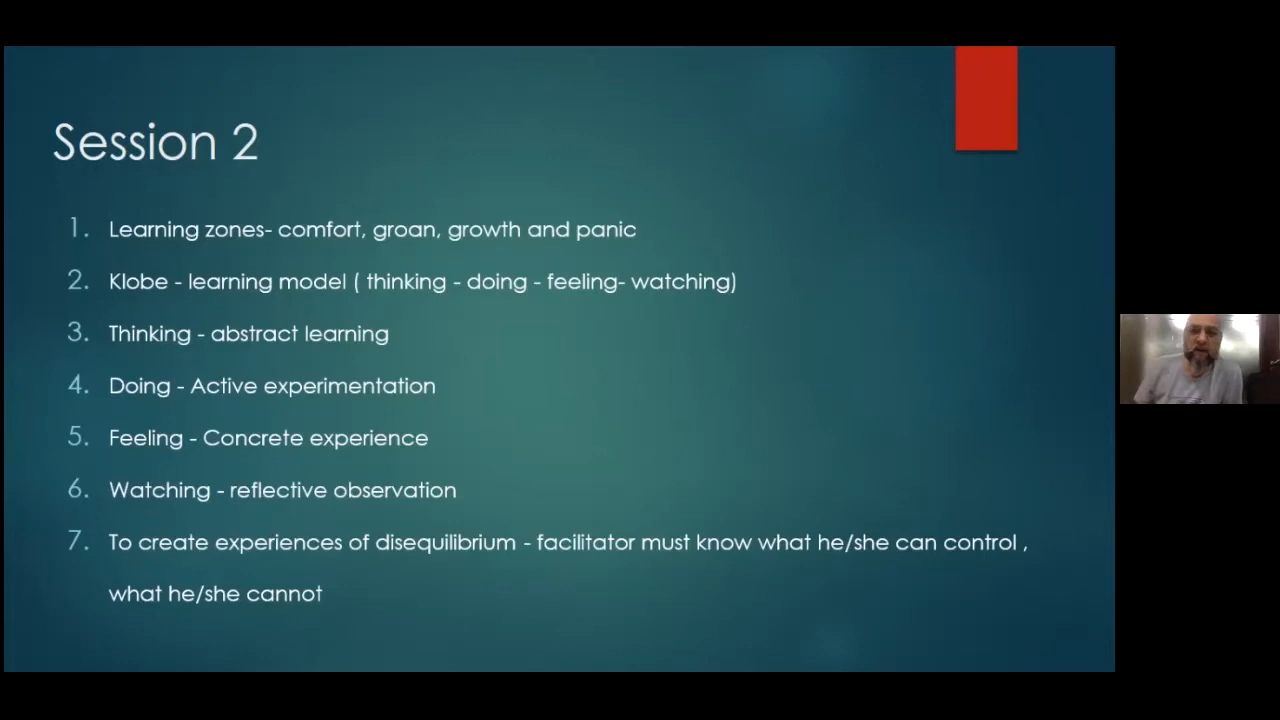 Session 2
1. Learning zones- comfort, groan, growth and panic
2. Klobe - learning model ( thinking - doing - feeling- watching)
3. Thinking - abstract learning
4. Doing - Active experimentation
5. Feeling - Concrete experience
6. Watching - reflective observation
7. To create experiences of disequilibrium - facilitator must know what he/she can control ,
what he/she cannot